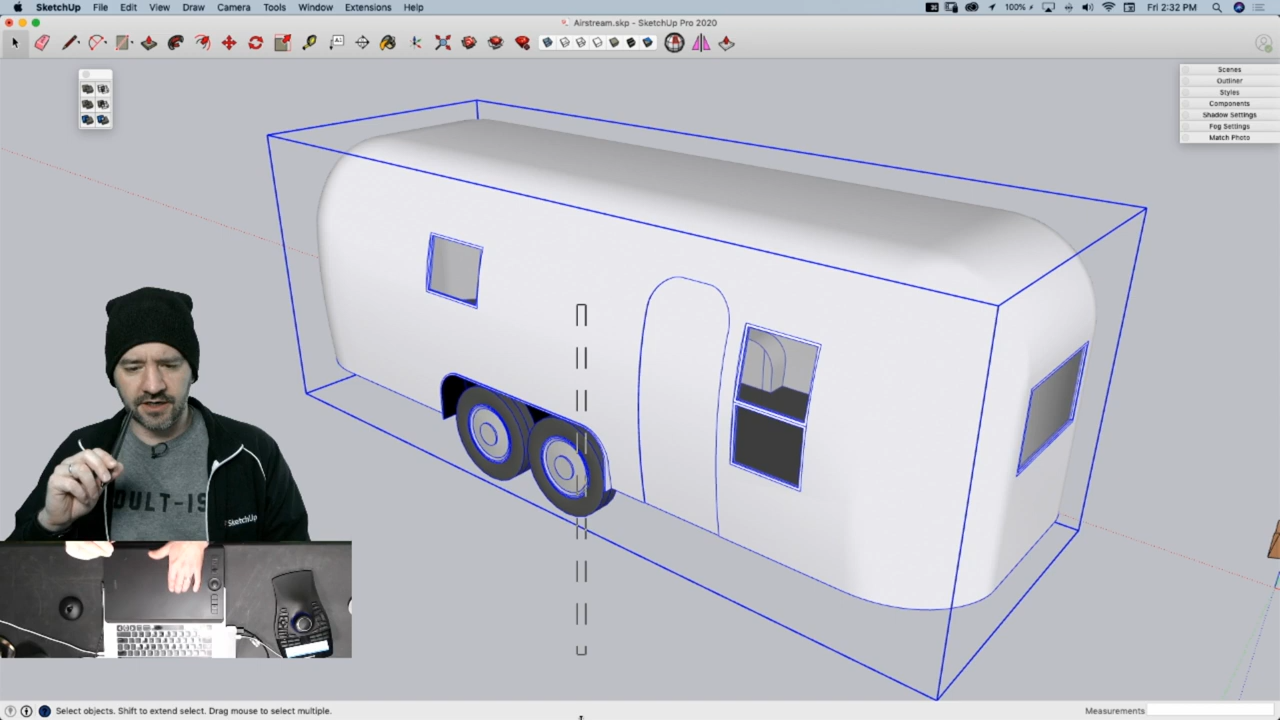 SketchUp File Edit View Draw Camera Tools Window Extensions Help
100% Fri 2:32 PM
Airstream.skp - SketchUp Pro 2020
Scenes
Outliner
Styles
Components
Shadow Settings
Fog Settings
Match Photo
SketchUp
Select objects. Shift to extend select. Drag mouse to select multiple.
Measurements